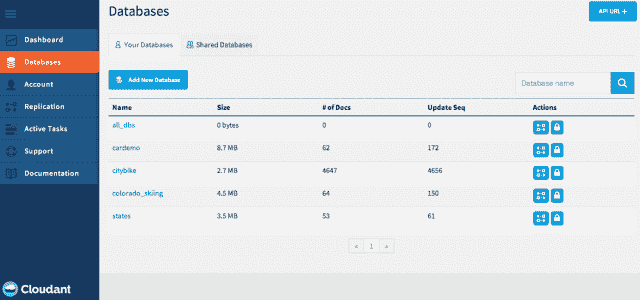 Databases
API URL +
Dashboard
Databases
Account
Replication
Active Tasks
Support
Documentation
Your Databases
Shared Databases
Add New Database
Database name
Name Size # of Docs Update Seq Actions
all_dbs 0 bytes 0 0
cardemo 8.7 MB 62 172
citybike 2.7 MB 4647 4656
colorado_skiing 4.5 MB 64 150
states 3.5 MB 53 61
« 1 »
Cloudant